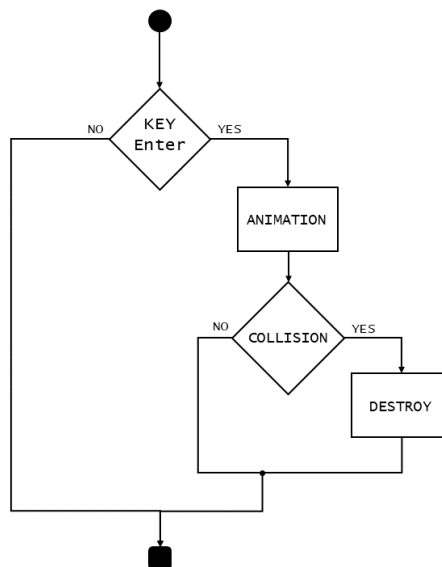 KEY
Enter
NO
YES
ANIMATION
COLLISION
NO
YES
DESTROY